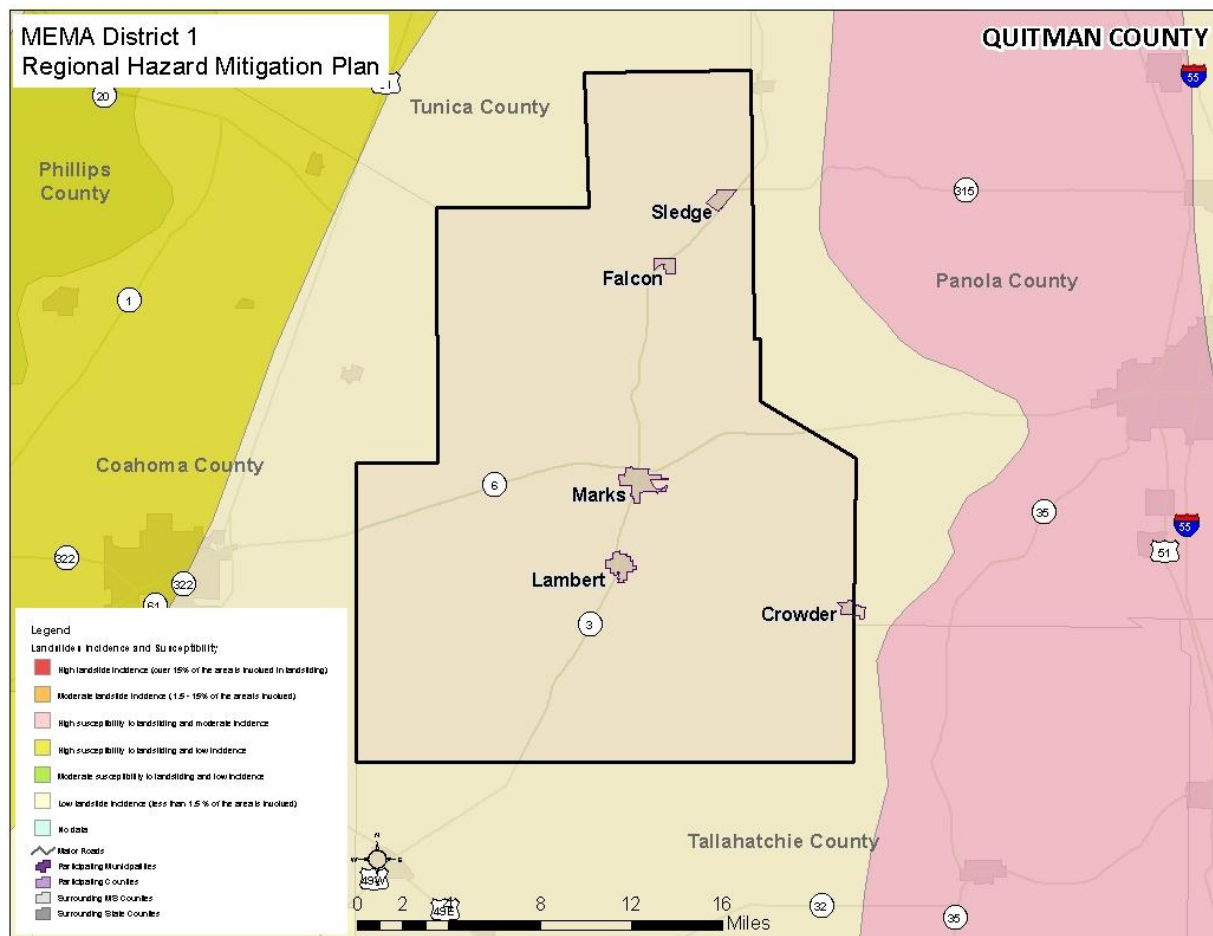 MEMA District 1
Regional Hazard Mitigation Plan
QUITMAN COUNTY
55
20
Tunica County
Phillips
County
315
Sledge
Falcon
Panola County
1
Coahoma County
6
Marks
35
55
51
322
322
61
Lambert
Crowder
3
Legend
Landslides Incidence and Susceptibility
High landslide incidence (over 15% of the area is involved in landsliding)
Moderate landslide incidence (1.5 - 15% of the area is involved)
High susceptibility to landsliding and moderate incidence
High susceptibility to landsliding and low incidence
Moderate susceptibility to landsliding and low incidence
Low landslide incidence (less than 1.5 % of the area is involved)
No data
Major Roads
Participating Municipalities
Participating Counties
Surrounding MS Counties
Surrounding State Counties
Tallahatchie County
N
W E
S
49W
0 2 4 8 12 16
Miles
49E
32
35